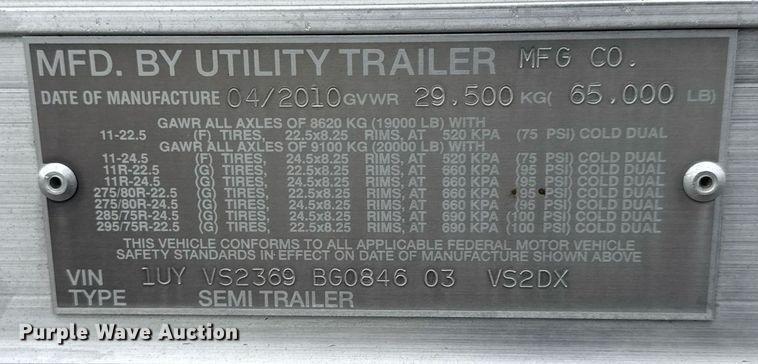 MFD. BY UTILITY TRAILER MFG CO.
DATE OF MANUFACTURE 04/2010 GVWR 29,500 KG( 65,000 LB)
GAWR ALL AXLES OF 8620 KG (19000 LB) WITH
11-22.5 (F) TIRES, 22.5x8.25 RIMS, AT 520 KPA (75 PSI) COLD DUAL
GAWR ALL AXLES OF 9100 KG (20000 LB) WITH
11-24.5 (F) TIRES, 24.5x8.25 RIMS, AT 520 KPA (75 PSI) COLD DUAL
11R-22.5 (G) TIRES, 22.5x8.25 RIMS, AT 660 KPA (95 PSI) COLD DUAL
11R-24.5 (G) TIRES, 24.5x8.25 RIMS, AT 660 KPA (95 PSI) COLD DUAL
275/80R-22.5 (G) TIRES, 22.5x8.25 RIMS, AT 660 KPA (95 PSI) COLD DUAL
275/80R-24.5 (G) TIRES, 24.5x8.25 RIMS, AT 660 KPA (95 PSI) COLD DUAL
285/75R-24.5 (G) TIRES, 24.5x8.25 RIMS, AT 690 KPA (100 PSI) COLD DUAL
295/75R-22.5 (G) TIRES, 22.5x8.25 RIMS, AT 690 KPA (100 PSI) COLD DUAL
THIS VEHICLE CONFORMS TO ALL APPLICABLE FEDERAL MOTOR VEHICLE
SAFETY STANDARDS IN EFFECT ON DATE OF MANUFACTURE SHOWN ABOVE
VIN 1UY VS2369 BG0846 03 VS2DX
TYPE SEMI TRAILER
Purple Wave Auction